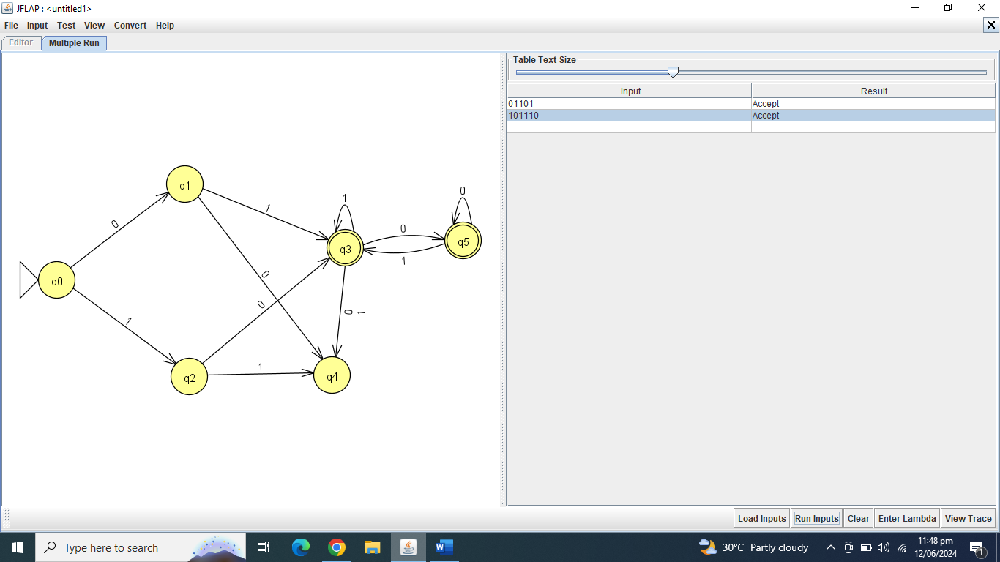 JFLAP : <untitled1>
File Input Test View Convert Help
Editor Multiple Run
Table Text Size
Input Result
01101 Accept
101110 Accept
q0
q1
q2
q3
q4
q5
0
1
1
0
0
1
1
0
1
0
1
0
Load Inputs Run Inputs Clear Enter Lambda View Trace
Type here to search
30°C Partly cloudy
11:48 pm
12/06/2024
1